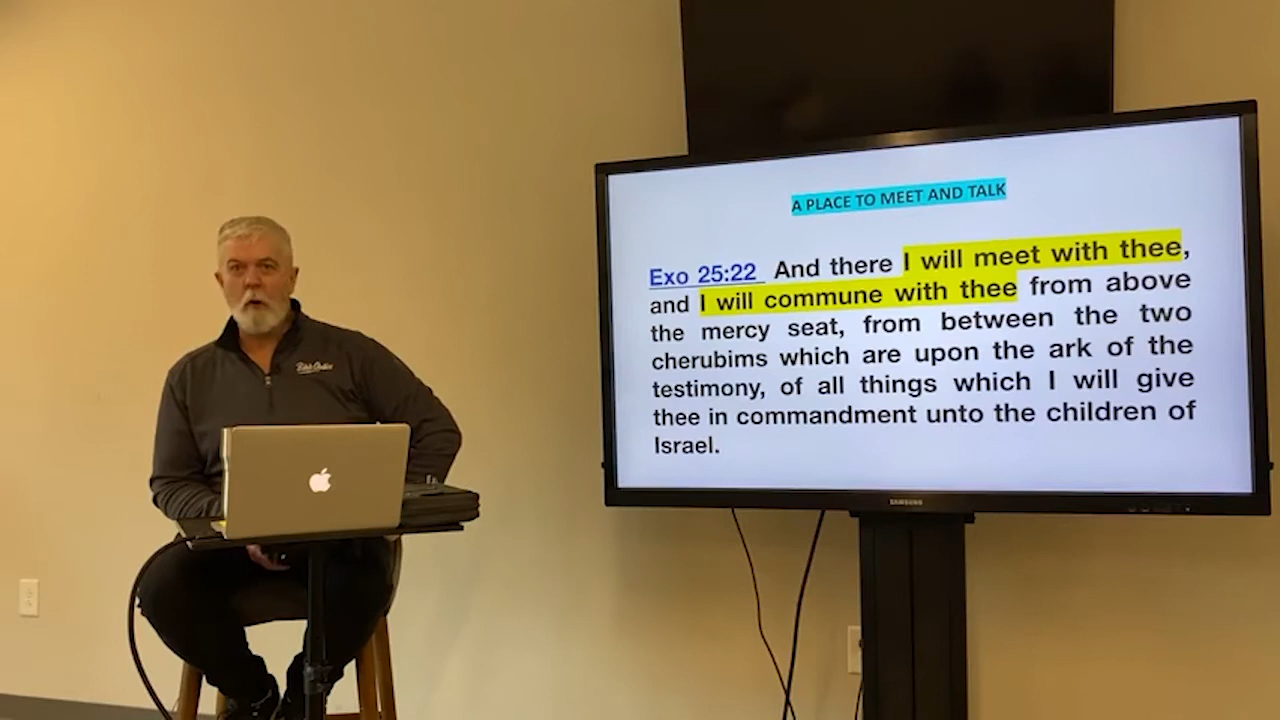 A PLACE TO MEET AND TALK
Exo 25:22 And there I will meet with thee,
and I will commune with thee from above
the mercy seat, from between the two
cherubims which are upon the ark of the
testimony, of all things which I will give
thee in commandment unto the children of
Israel.
SAMSUNG